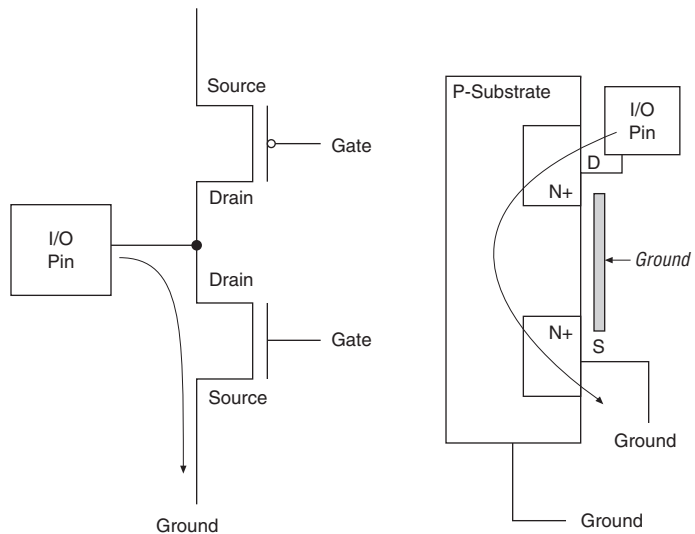 Source
Gate
Drain
I/O
Pin
Drain
Gate
Source
Ground
P-Substrate
I/O
Pin
D
N+
Ground
N+
S
Ground
Ground